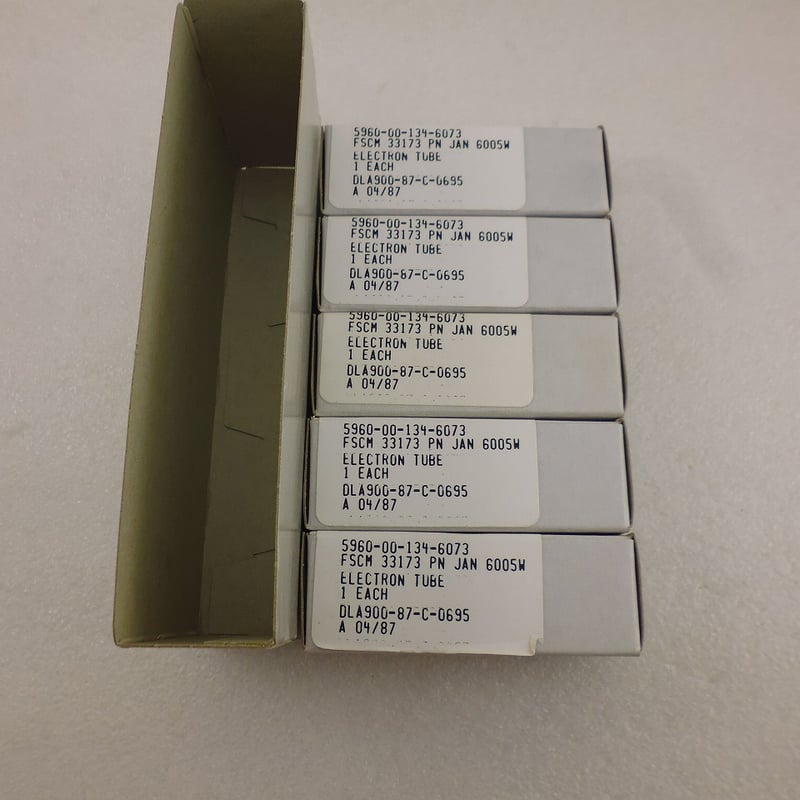 5960-00-134-6073
FSCM 33173 PN JAN 6005W
ELECTRON TUBE
1 EACH
DLA900-87-C-0695
A 04/87
5960-00-134-6073
FSCM 33173 PN JAN 6005W
ELECTRON TUBE
1 EACH
DLA900-87-C-0695
A 04/87
5960-00-134-6073
FSCM 33173 PN JAN 6005W
ELECTRON TUBE
1 EACH
DLA900-87-C-0695
A 04/87
5960-00-134-6073
FSCM 33173 PN JAN 6005W
ELECTRON TUBE
1 EACH
DLA900-87-C-0695
A 04/87
5960-00-134-6073
FSCM 33173 PN JAN 6005W
ELECTRON TUBE
1 EACH
DLA900-87-C-0695
A 04/87